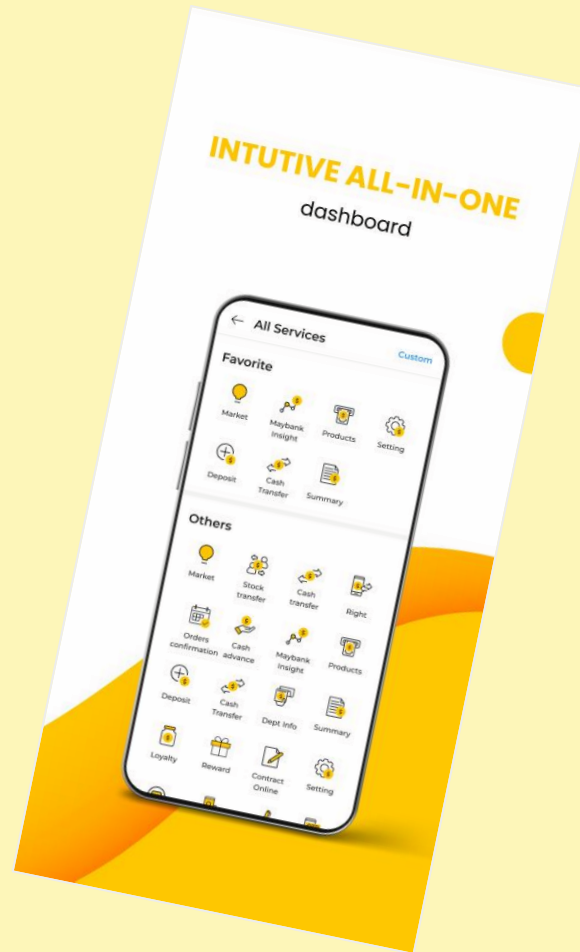 INTUTIVE ALL-IN-ONE
dashboard
All Services
Custom
Favorite
Market
Maybank
Insight
Products
Setting
Deposit
Cash
Transfer
Summary
Others
Market
Stock
transfer
Cash
transfer
Right
Orders
confirmation
Cash
advance
Maybank
Insight
Products
Deposit
Cash
Transfer
Dept Info
Summary
Loyalty
Reward
Contract
Online
Setting